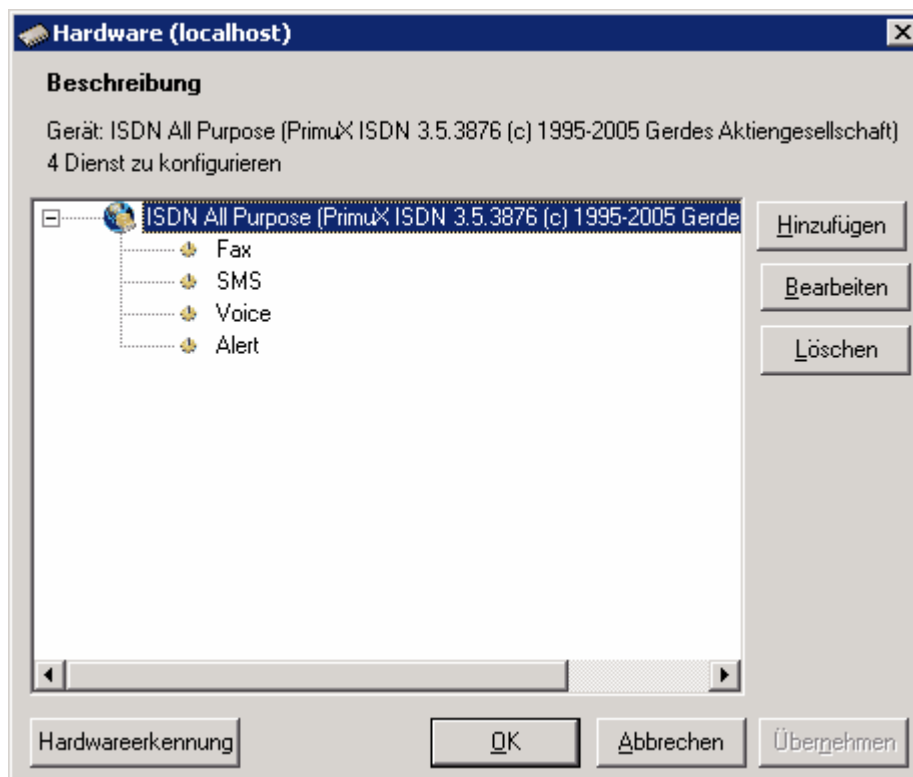 Hardware (localhost)
Beschreibung
Gerät: ISDN All Purpose (PrimuX ISDN 3.5.3876 (c) 1995-2005 Gerdes Aktiengesellschaft)
4 Dienst zu konfigurieren
ISDN All Purpose (PrimuX ISDN 3.5.3876 (c) 1995-2005 Gerde
Fax
SMS
Voice
Alert
Hinzufügen
Bearbeiten
Löschen
Hardwareerkennung
OK
Abbrechen
Übernehmen